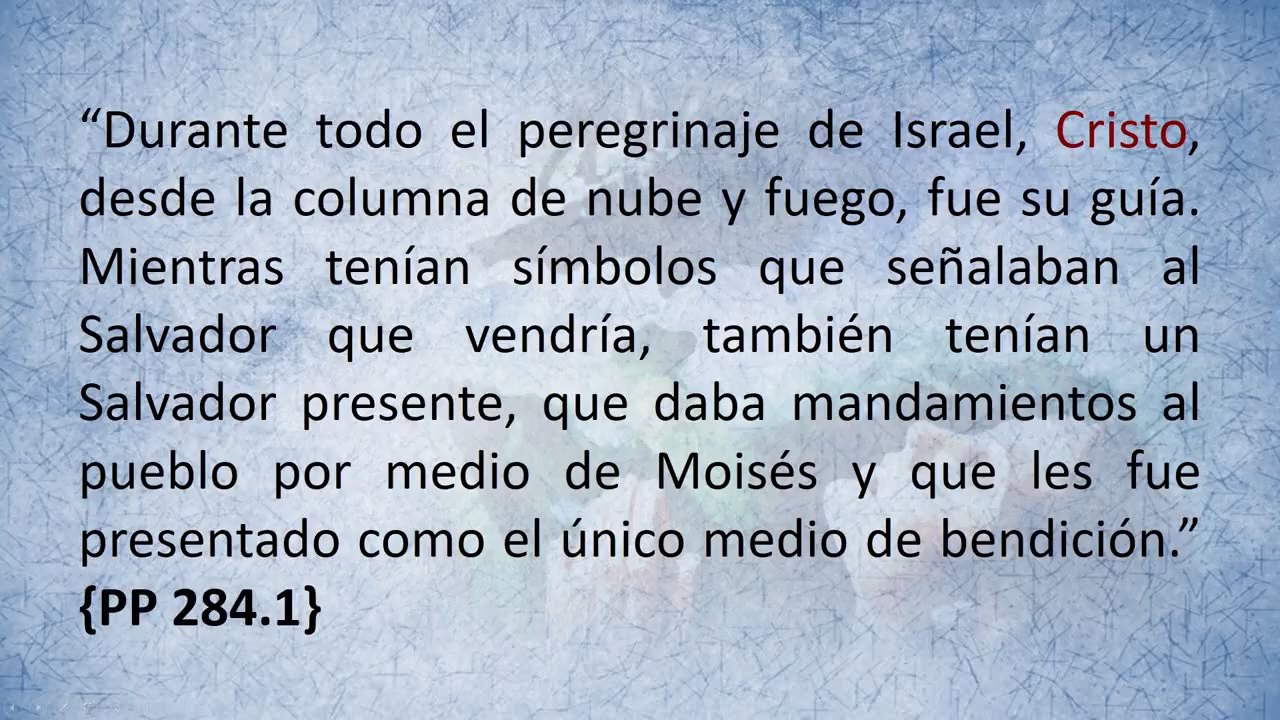 “Durante todo el peregrinaje de Israel, Cristo,
desde la columna de nube y fuego, fue su guía.
Mientras tenían símbolos que señalaban al
Salvador que vendría, también tenían un
Salvador presente, que daba mandamientos al
pueblo por medio de Moisés y que les fue
presentado como el único medio de bendición.”
{PP 284.1}